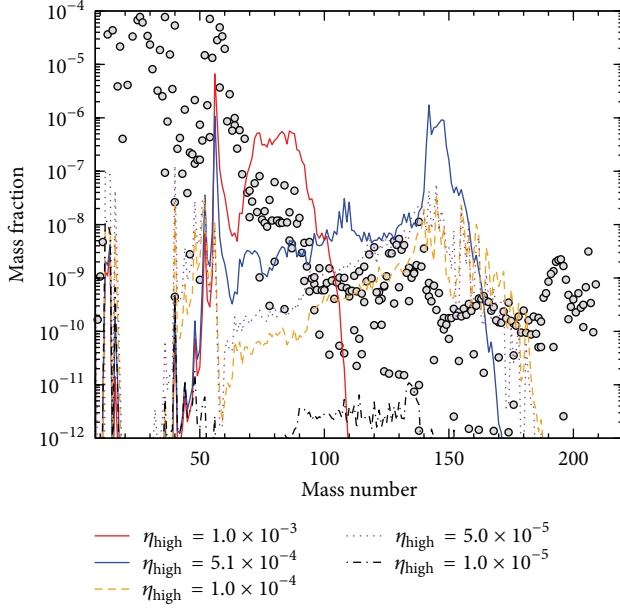 10⁻⁴
10⁻⁵
10⁻⁶
10⁻⁷
10⁻⁸
10⁻⁹
10⁻¹⁰
10⁻¹¹
10⁻¹²
Mass fraction
50 100 150 200
Mass number
η_high = 1.0 × 10⁻³
η_high = 5.1 × 10⁻⁴
η_high = 1.0 × 10⁻⁴
η_high = 5.0 × 10⁻⁵
η_high = 1.0 × 10⁻⁵